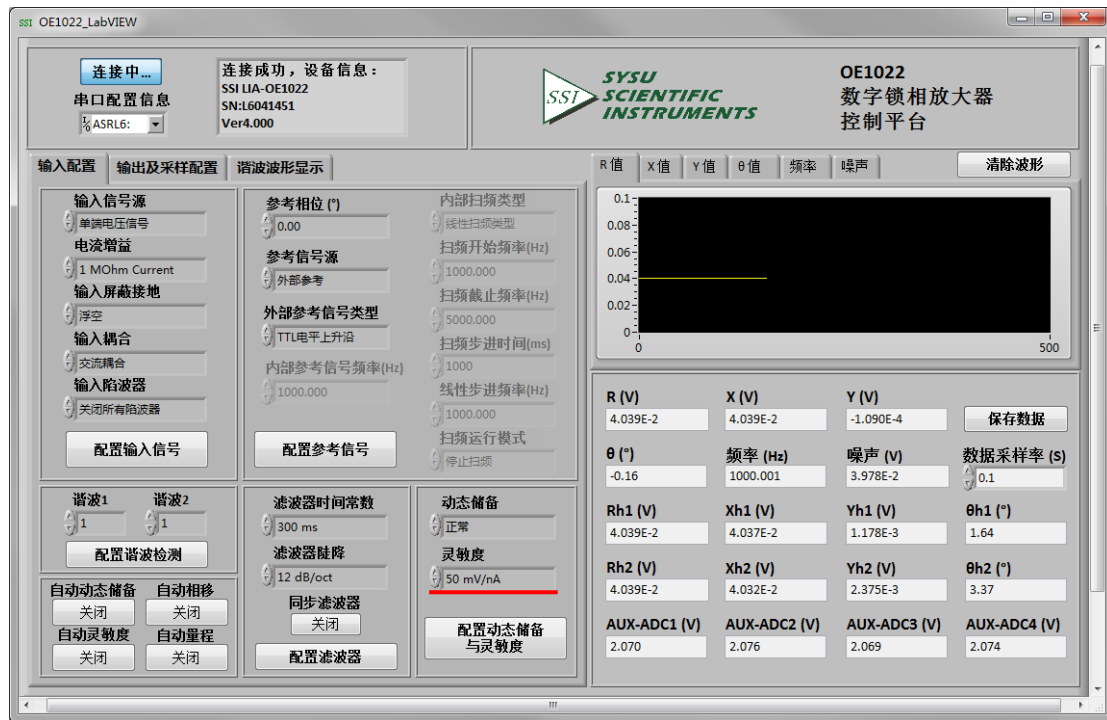 SSI OE1022_LabVIEW
连接中...
串口配置信息
ASRL6:
连接成功，设备信息：
SSI LIA-OE1022
SN:L6041451
Ver4.000
SSI
SYSU
SCIENTIFIC
INSTRUMENTS
OE1022
数字锁相放大器
控制平台
输入配置 输出及采样配置 谐波波形显示
输入信号源
单端电压信号
电流增益
1 MOhm Current
输入屏蔽接地
浮空
输入耦合
交流耦合
输入陷波器
关闭所有陷波器
配置输入信号
参考相位 (°)
0.00
参考信号源
外部参考
外部参考信号类型
TTL电平上升沿
内部参考信号频率(Hz)
1000.000
配置参考信号
内部扫频类型
线性扫频类型
扫频开始频率(Hz)
1000.000
扫频截止频率(Hz)
5000.000
扫频步进时间(ms)
1000
线性步进频率(Hz)
1000.000
扫频运行模式
停止扫频
谐波1 谐波2
1 1
配置谐波检测
自动动态储备 自动相移
关闭 关闭
自动灵敏度 自动量程
关闭 关闭
滤波器时间常数
300 ms
滤波器陡降
12 dB/oct
同步滤波器
关闭
配置滤波器
动态储备
正常
灵敏度
50 mV/nA
配置动态储备
与灵敏度
R值 X值 Y值 θ值 频率 噪声
清除波形
0.1
0.08
0.06
0.04
0.02
0
0 500
R (V) X (V) Y (V)
4.039E-2 4.039E-2 -1.090E-4 保存数据
θ (°) 频率 (Hz) 噪声 (V) 数据采样率 (S)
-0.16 1000.001 3.978E-2 0.1
Rh1 (V) Xh1 (V) Yh1 (V) θh1 (°)
4.039E-2 4.037E-2 1.178E-3 1.64
Rh2 (V) Xh2 (V) Yh2 (V) θh2 (°)
4.039E-2 4.032E-2 2.375E-3 3.37
AUX-ADC1 (V) AUX-ADC2 (V) AUX-ADC3 (V) AUX-ADC4 (V)
2.070 2.076 2.069 2.074